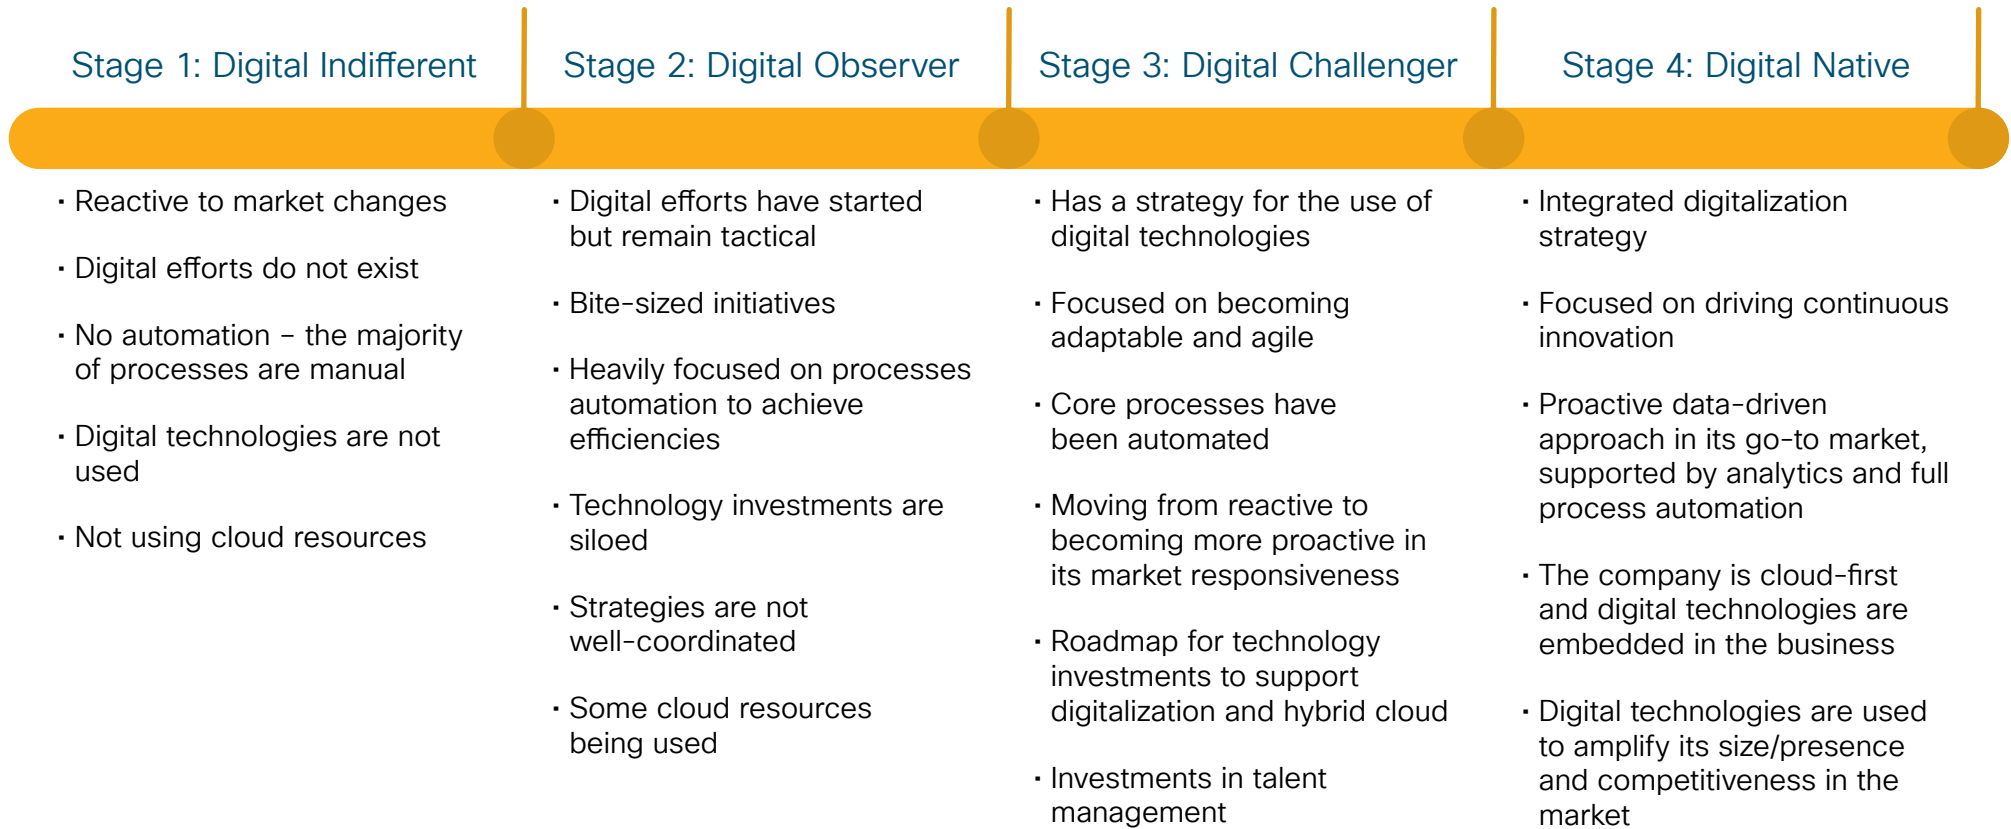 Stage 1: Digital Indifferent
Stage 2: Digital Observer
Stage 3: Digital Challenger
Stage 4: Digital Native
· Reactive to market changes
· Digital efforts do not exist
· No automation – the majority
of processes are manual
· Digital technologies are not
used
· Not using cloud resources
· Digital efforts have started
but remain tactical
· Bite-sized initiatives
· Heavily focused on processes
automation to achieve
efficiencies
· Technology investments are
siloed
· Strategies are not
well-coordinated
· Some cloud resources
being used
· Has a strategy for the use of
digital technologies
· Focused on becoming
adaptable and agile
· Core processes have
been automated
· Moving from reactive to
becoming more proactive in
its market responsiveness
· Roadmap for technology
investments to support
digitalization and hybrid cloud
· Investments in talent
management
· Integrated digitalization
strategy
· Focused on driving continuous
innovation
· Proactive data-driven
approach in its go-to market,
supported by analytics and full
process automation
· The company is cloud-first
and digital technologies are
embedded in the business
· Digital technologies are used
to amplify its size/presence
and competitiveness in the
market